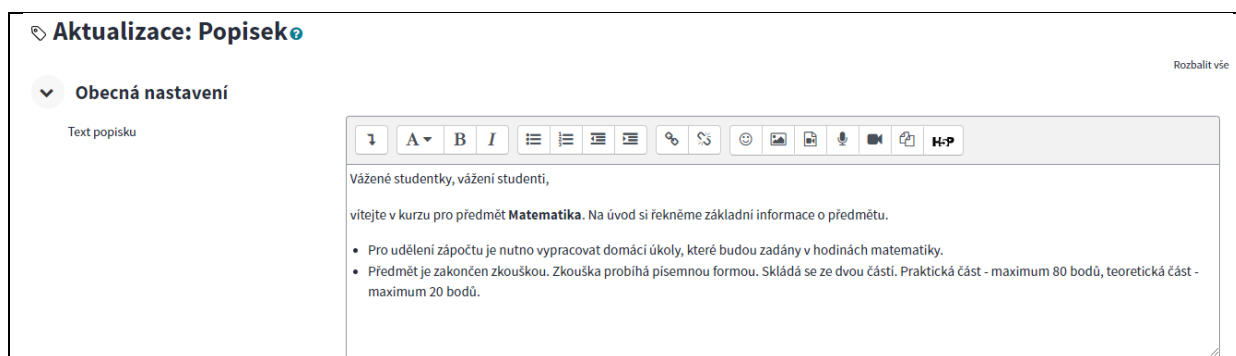 Aktualizace: Popisek
Rozbalit vše
Obecná nastavení
Text popisku
A B I H-P
Vážené studentky, vážení studenti,
vítejte v kurzu pro předmět Matematika. Na úvod si řekněme základní informace o předmětu.
• Pro udělení zápočtu je nutno vypracovat domácí úkoly, které budou zadány v hodinách matematiky.
• Předmět je zakončen zkouškou. Zkouška probíhá písemnou formou. Skládá se ze dvou částí. Praktická část - maximum 80 bodů, teoretická část -
maximum 20 bodů.